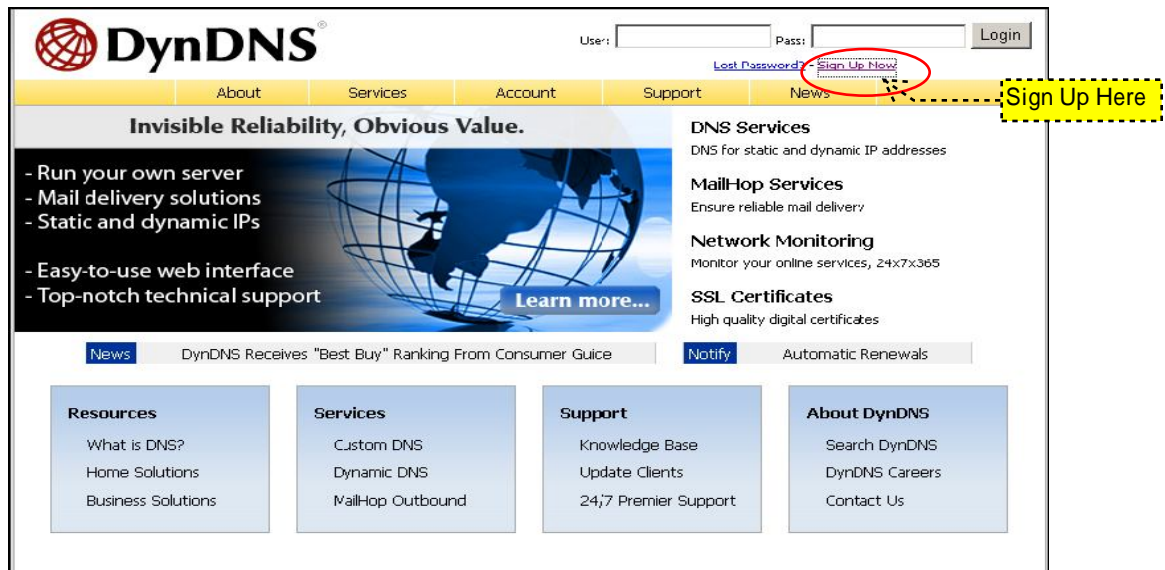 DynDNS®
User: Pass: Login
Lost Password? - Sign Up Now
Sign Up Here
About Services Account Support News
Invisible Reliability, Obvious Value.
- Run your own server
- Mail delivery solutions
- Static and dynamic IPs
- Easy-to-use web interface
- Top-notch technical support
Learn more...
DNS Services
DNS for static and dynamic IP addresses
MailHop Services
Ensure reliable mail delivery
Network Monitoring
Monitor your online services, 24x7x365
SSL Certificates
High quality digital certificates
News DynDNS Receives "Best Buy" Ranking From Consumer Guice
Notify Automatic Renewals
Resources
What is DNS?
Home Solutions
Business Solutions
Services
Custom DNS
Dynamic DNS
MailHop Outbound
Support
Knowledge Base
Update Clients
24/7 Premier Support
About DynDNS
Search DynDNS
DynDNS Careers
Contact Us